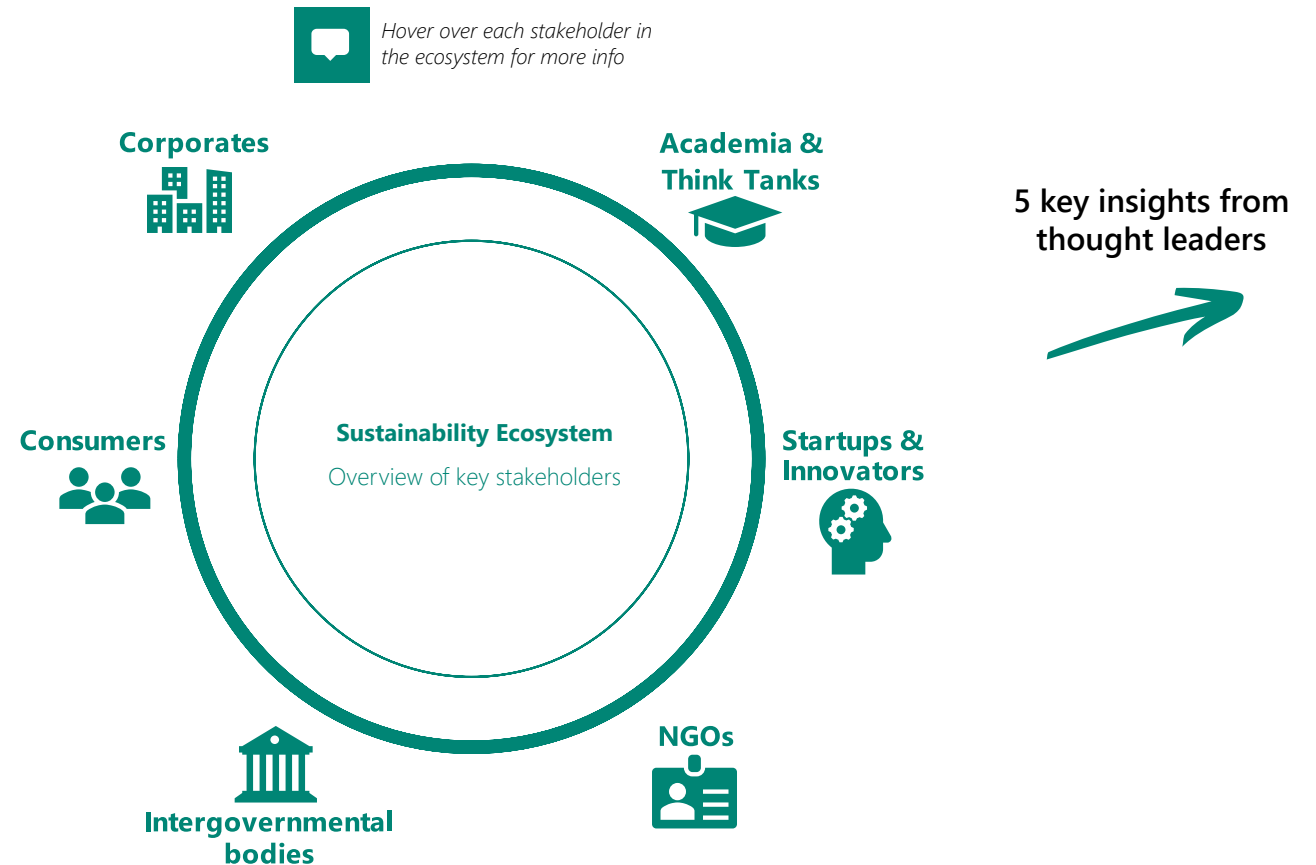 Hover over each stakeholder in
the ecosystem for more info
Corporates
Academia &
Think Tanks
5 key insights from
thought leaders
Consumers
Sustainability Ecosystem
Overview of key stakeholders
Startups &
Innovators
NGOs
Intergovernmental
bodies